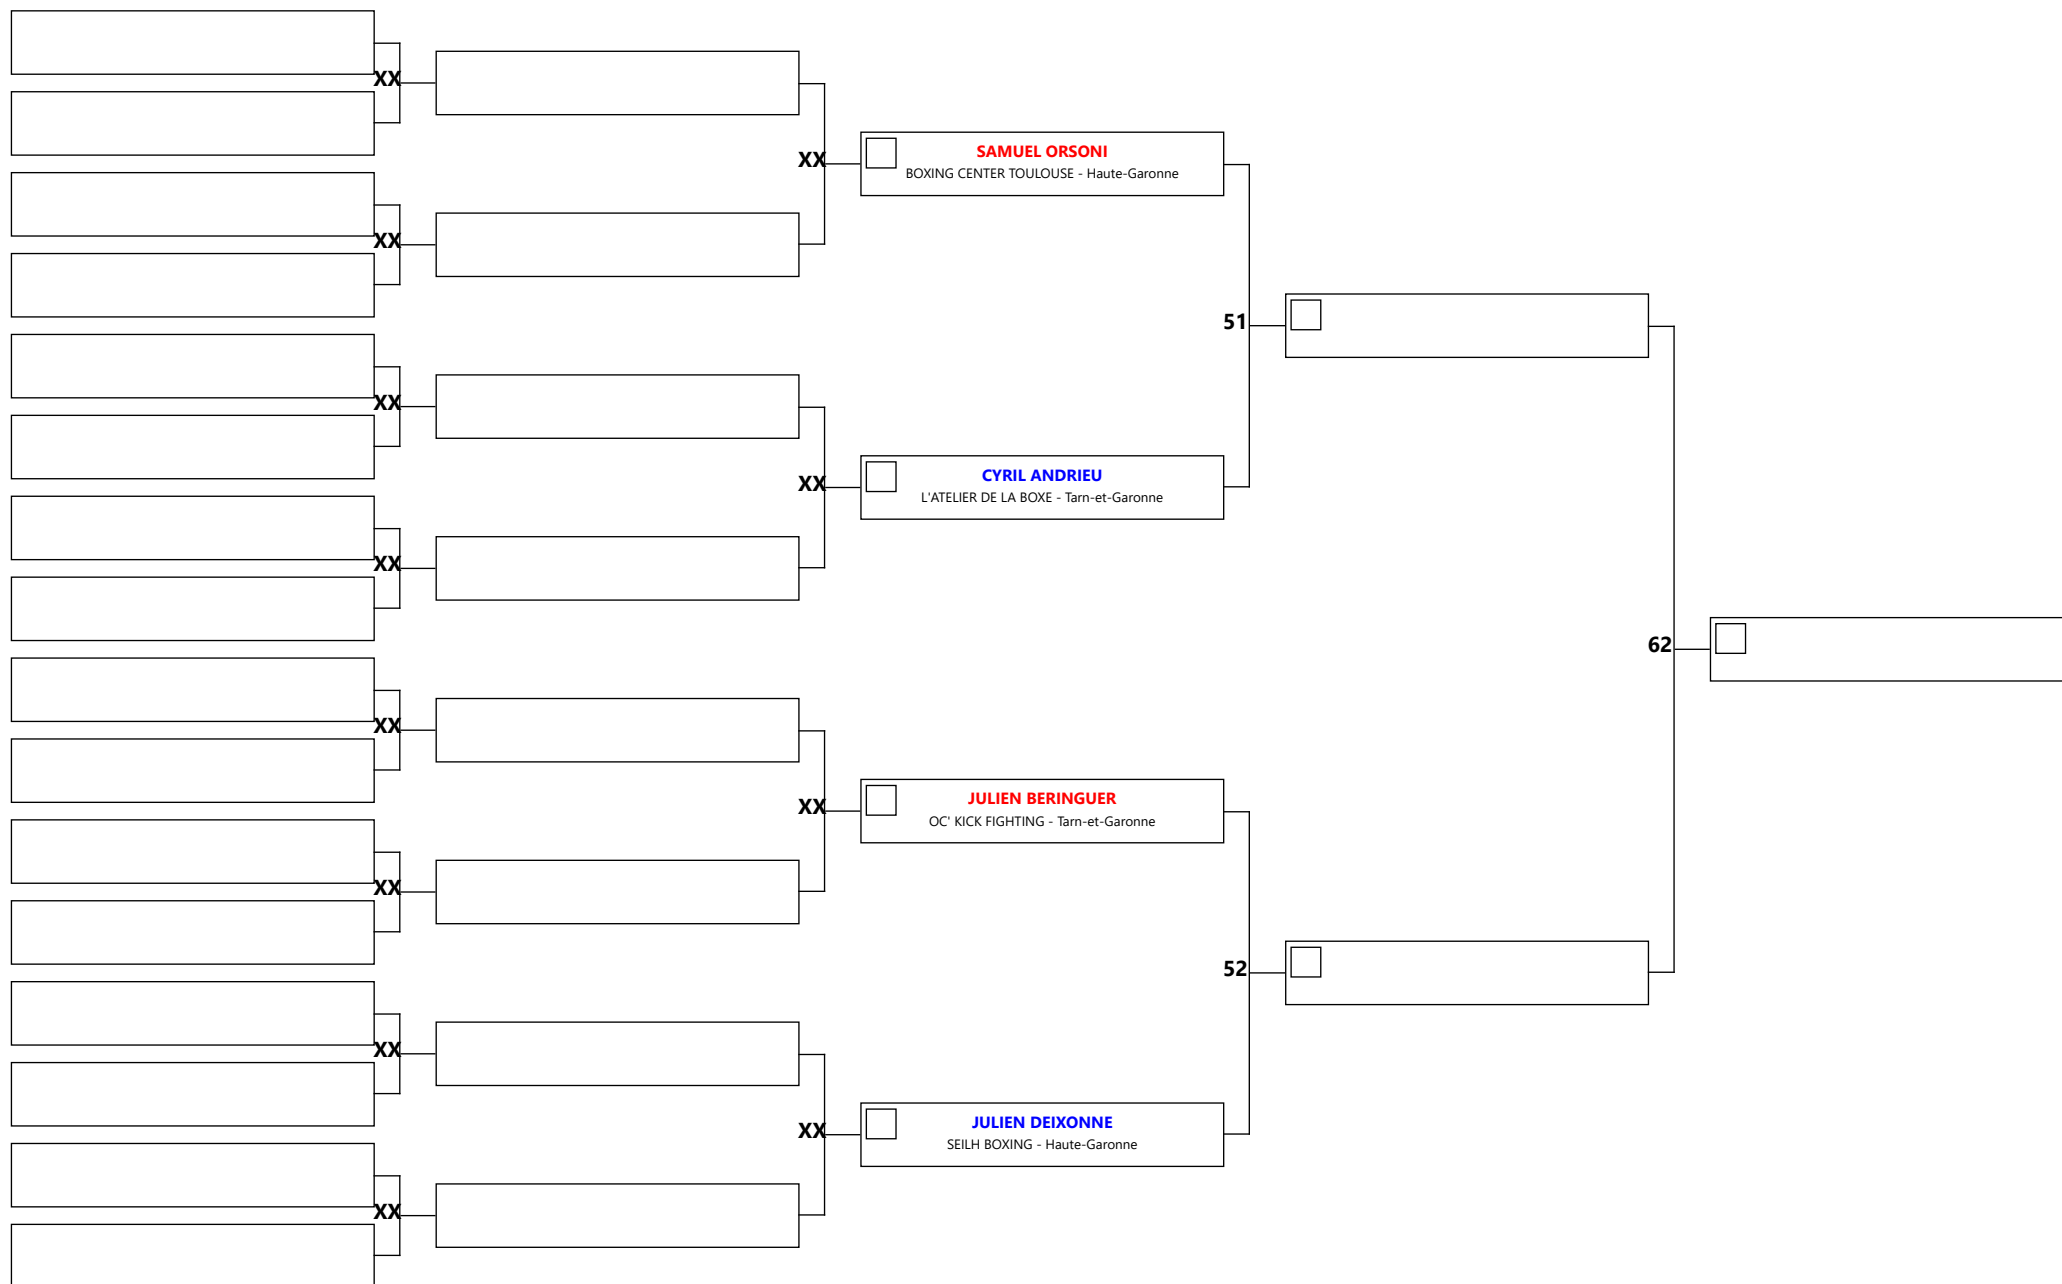 XX
XX
SAMUEL ORSONI
BOXING CENTER TOULOUSE - Haute-Garonne
XX
51
XX
XX
CYRIL ANDRIEU
L'ATELIER DE LA BOXE - Tarn-et-Garonne
XX
62
XX
XX
JULIEN BERINGUER
OC' KICK FIGHTING - Tarn-et-Garonne
XX
52
XX
XX
JULIEN DEIXONNE
SEILH BOXING - Haute-Garonne
XX